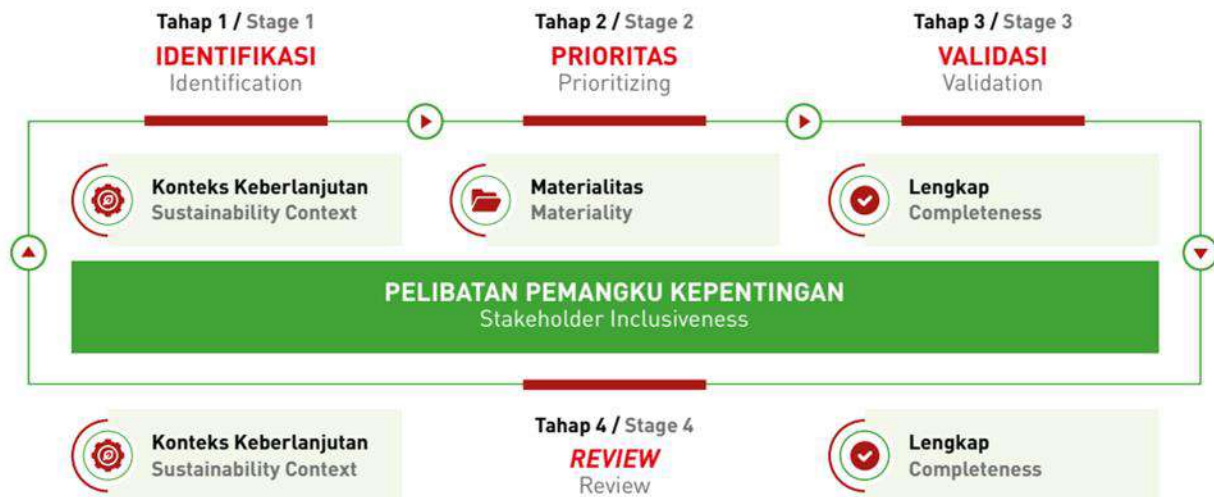 Tahap 1 / Stage 1
IDENTIFIKASI
Identification
Tahap 2 / Stage 2
PRIORITAS
Prioritizing
Tahap 3 / Stage 3
VALIDASI
Validation
Konteks Keberlanjutan
Sustainability Context
Materialitas
Materiality
Lengkap
Completeness
PELIBATAN PEMANGKU KEPENTINGAN
Stakeholder Inclusiveness
Konteks Keberlanjutan
Sustainability Context
Tahap 4 / Stage 4
REVIEW
Review
Lengkap
Completeness